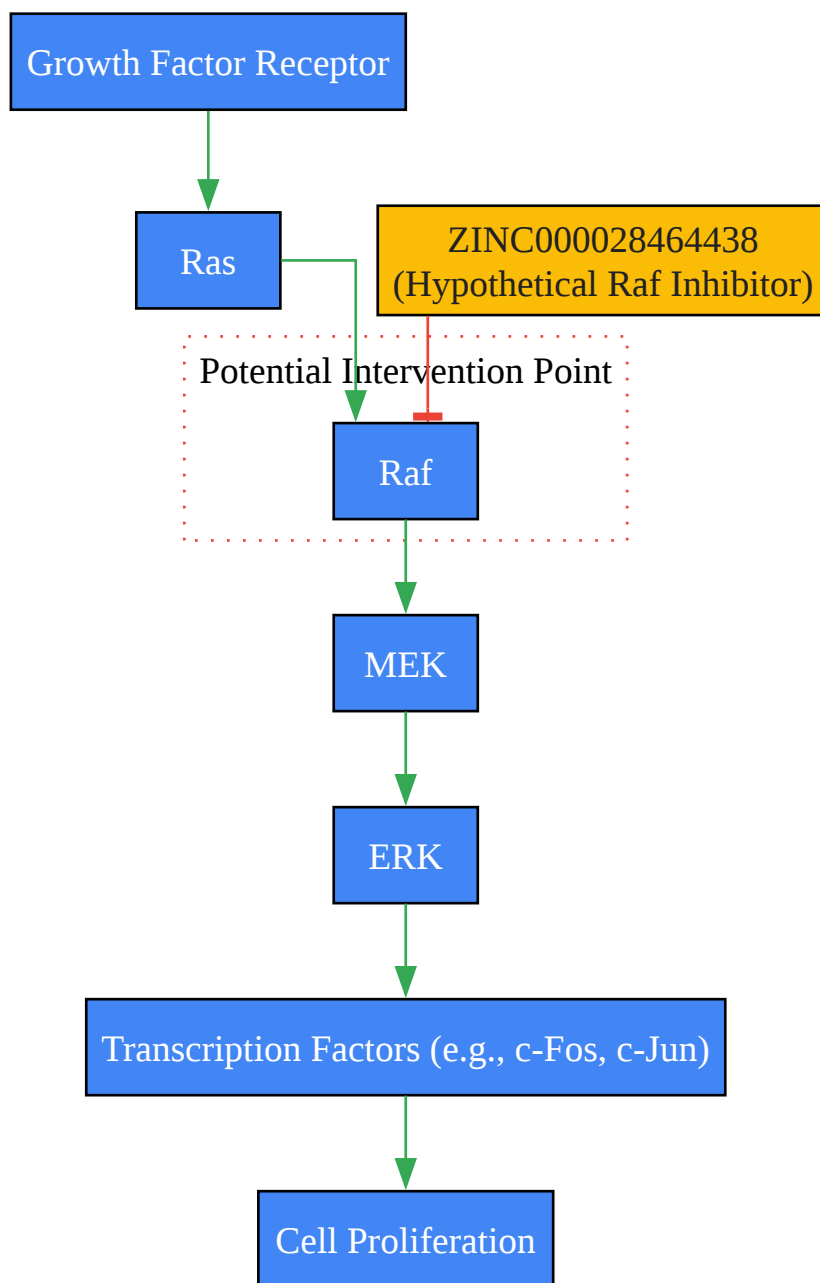 Growth Factor Receptor
Ras
ZINC000028464438
(Hypothetical Raf Inhibitor)
Potential Intervention Point
Raf
MEK
ERK
Transcription Factors (e.g., c-Fos, c-Jun)
Cell Proliferation